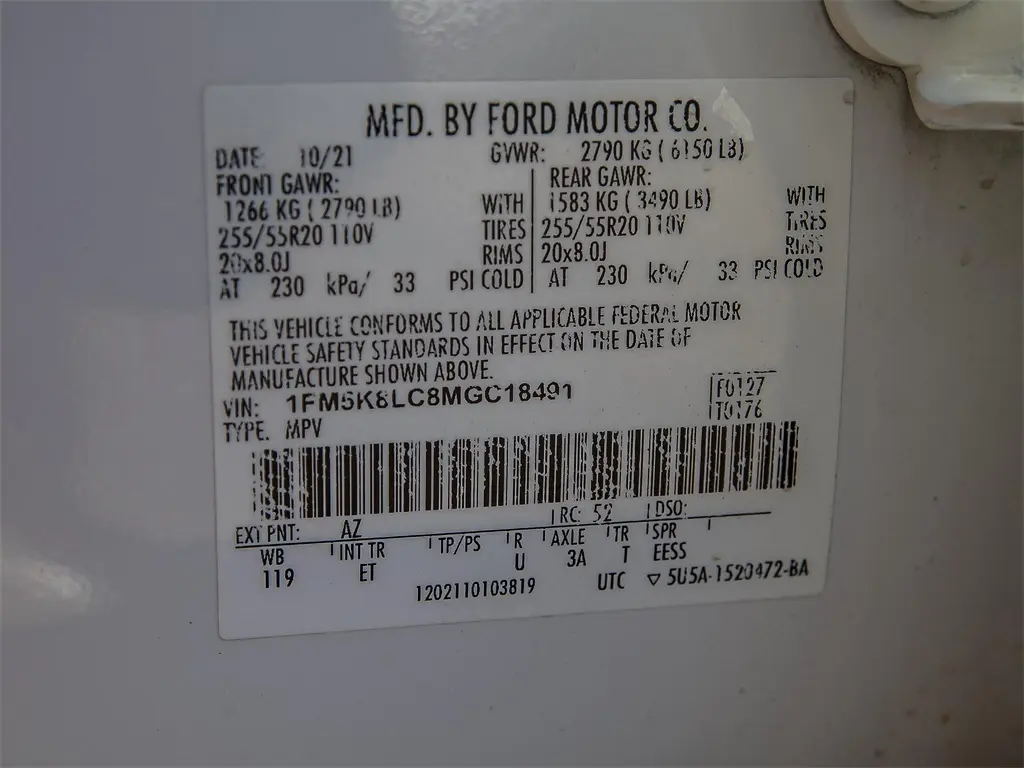 MFD. BY FORD MOTOR CO.
DATE: 10/21 GVWR: 2790 KG ( 6150 LB)
FRONT GAWR: REAR GAWR:
1266 KG ( 2790 LB) WITH 1583 KG ( 3490 LB) WITH
255/55R20 110V TIRES 255/55R20 110V TIRES
20x8.0J RIMS 20x8.0J RIMS
AT 230 kPa/ 33 PSI COLD AT 230 kPa/ 33 PSI COLD
THIS VEHICLE CONFORMS TO ALL APPLICABLE FEDERAL MOTOR
VEHICLE SAFETY STANDARDS IN EFFECT ON THE DATE OF
MANUFACTURE SHOWN ABOVE.
VIN: 1FM5K8LC8MGC18491 F0127
TYPE: MPV T0176
EXT PNT: AZ RC: 52 DSO:
WB INT TR TP/PS R AXLE TR SPR
119 ET U 3A T EESS
1202110103819 UTC ▽ 5U5A-1520472-BA